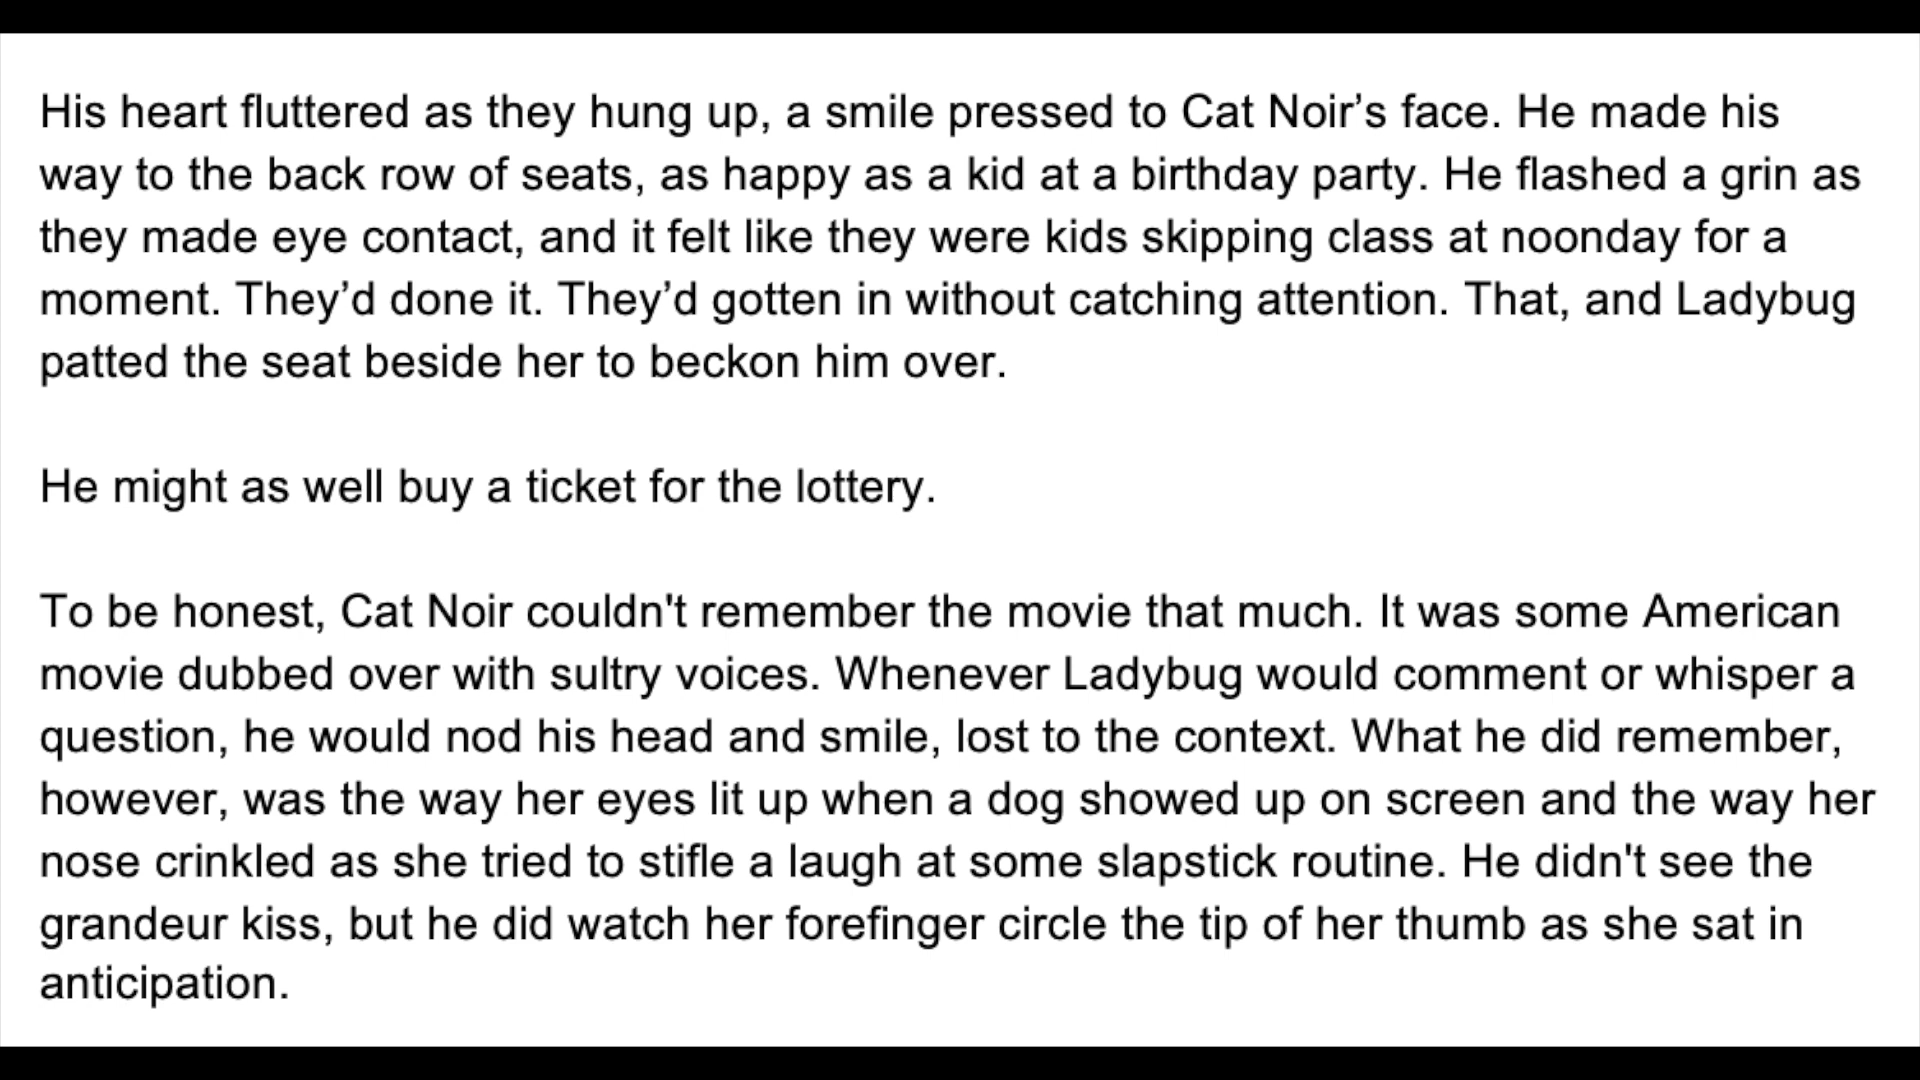 His heart fluttered as they hung up, a smile pressed to Cat Noir’s face. He made his
way to the back row of seats, as happy as a kid at a birthday party. He flashed a grin as
they made eye contact, and it felt like they were kids skipping class at noonday for a
moment. They’d done it. They’d gotten in without catching attention. That, and Ladybug
patted the seat beside her to beckon him over.
He might as well buy a ticket for the lottery.
To be honest, Cat Noir couldn't remember the movie that much. It was some American
movie dubbed over with sultry voices. Whenever Ladybug would comment or whisper a
question, he would nod his head and smile, lost to the context. What he did remember,
however, was the way her eyes lit up when a dog showed up on screen and the way her
nose crinkled as she tried to stifle a laugh at some slapstick routine. He didn't see the
grandeur kiss, but he did watch her forefinger circle the tip of her thumb as she sat in
anticipation.